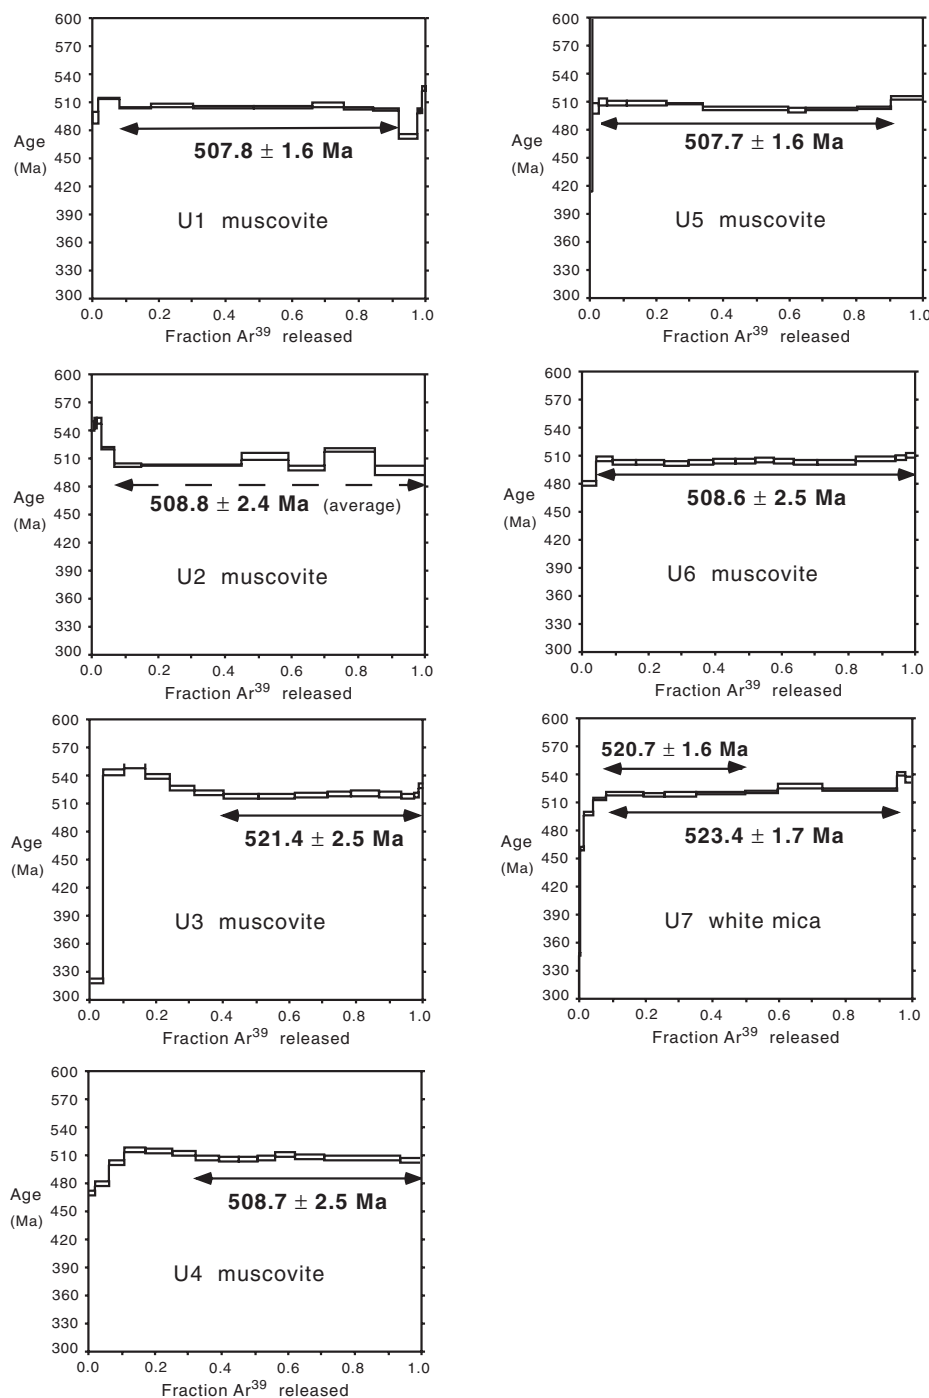 600
570
540
510
480
450
420
390
360
330
300
Age
(Ma)
507.8 ± 1.6 Ma
U1 muscovite
0.0 0.2 0.4 0.6 0.8 1.0
Fraction Ar39 released
600
570
540
510
480
450
420
390
360
330
300
Age
(Ma)
507.7 ± 1.6 Ma
U5 muscovite
0.0 0.2 0.4 0.6 0.8 1.0
Fraction Ar39 released
600
570
540
510
480
450
420
390
360
330
300
Age
(Ma)
508.8 ± 2.4 Ma (average)
U2 muscovite
0.0 0.2 0.4 0.6 0.8 1.0
Fraction Ar39 released
600
570
540
510
480
450
420
390
360
330
300
Age
(Ma)
508.6 ± 2.5 Ma
U6 muscovite
0.0 0.2 0.4 0.6 0.8 1.0
Fraction Ar39 released
600
570
540
510
480
450
420
390
360
330
300
Age
(Ma)
521.4 ± 2.5 Ma
U3 muscovite
0.0 0.2 0.4 0.6 0.8 1.0
Fraction Ar39 released
600
570
540
510
480
450
420
390
360
330
300
Age
(Ma)
520.7 ± 1.6 Ma
523.4 ± 1.7 Ma
U7 white mica
0.0 0.2 0.4 0.6 0.8 1.0
Fraction Ar39 released
600
570
540
510
480
450
420
390
360
330
300
Age
(Ma)
508.7 ± 2.5 Ma
U4 muscovite
0.0 0.2 0.4 0.6 0.8 1.0
Fraction Ar39 released